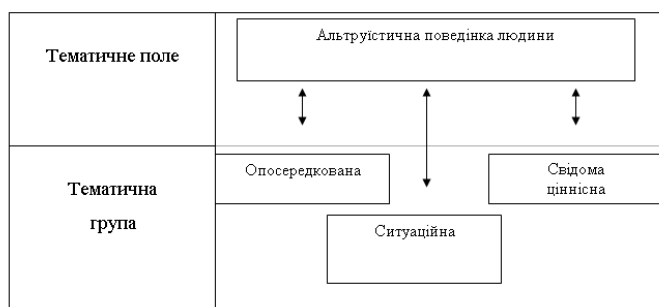 Тематичне поле
Альтруїстична поведінка людини
Тематична
група
Опосередкована
Свідома
ціннісна
Ситуаційна